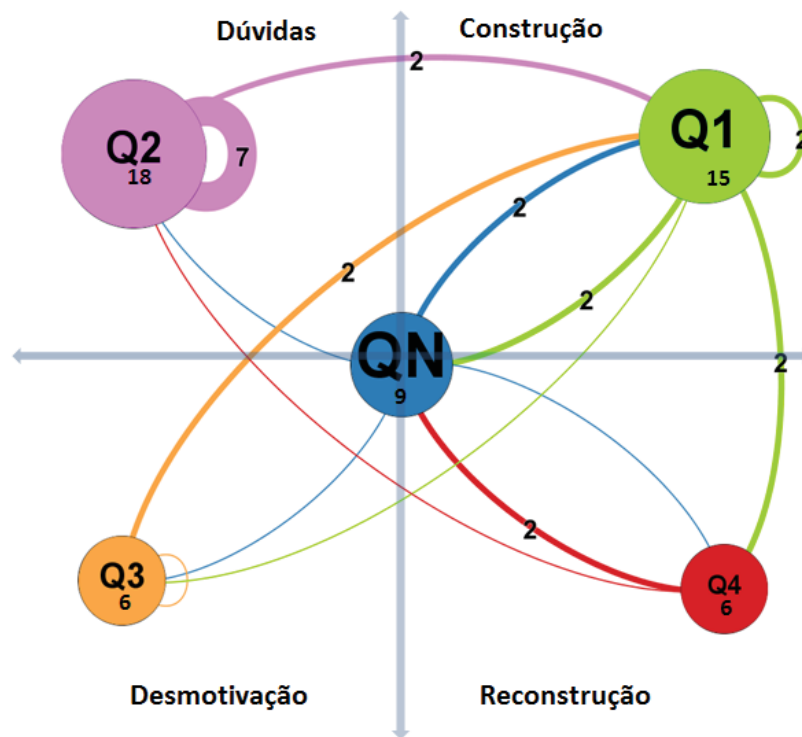 Dúvidas
Construção
2
Q2
18
7
Q1
15
2
2
2
2
QN
9
2
2
Q3
6
Q4
6
Desmotivação
Reconstrução